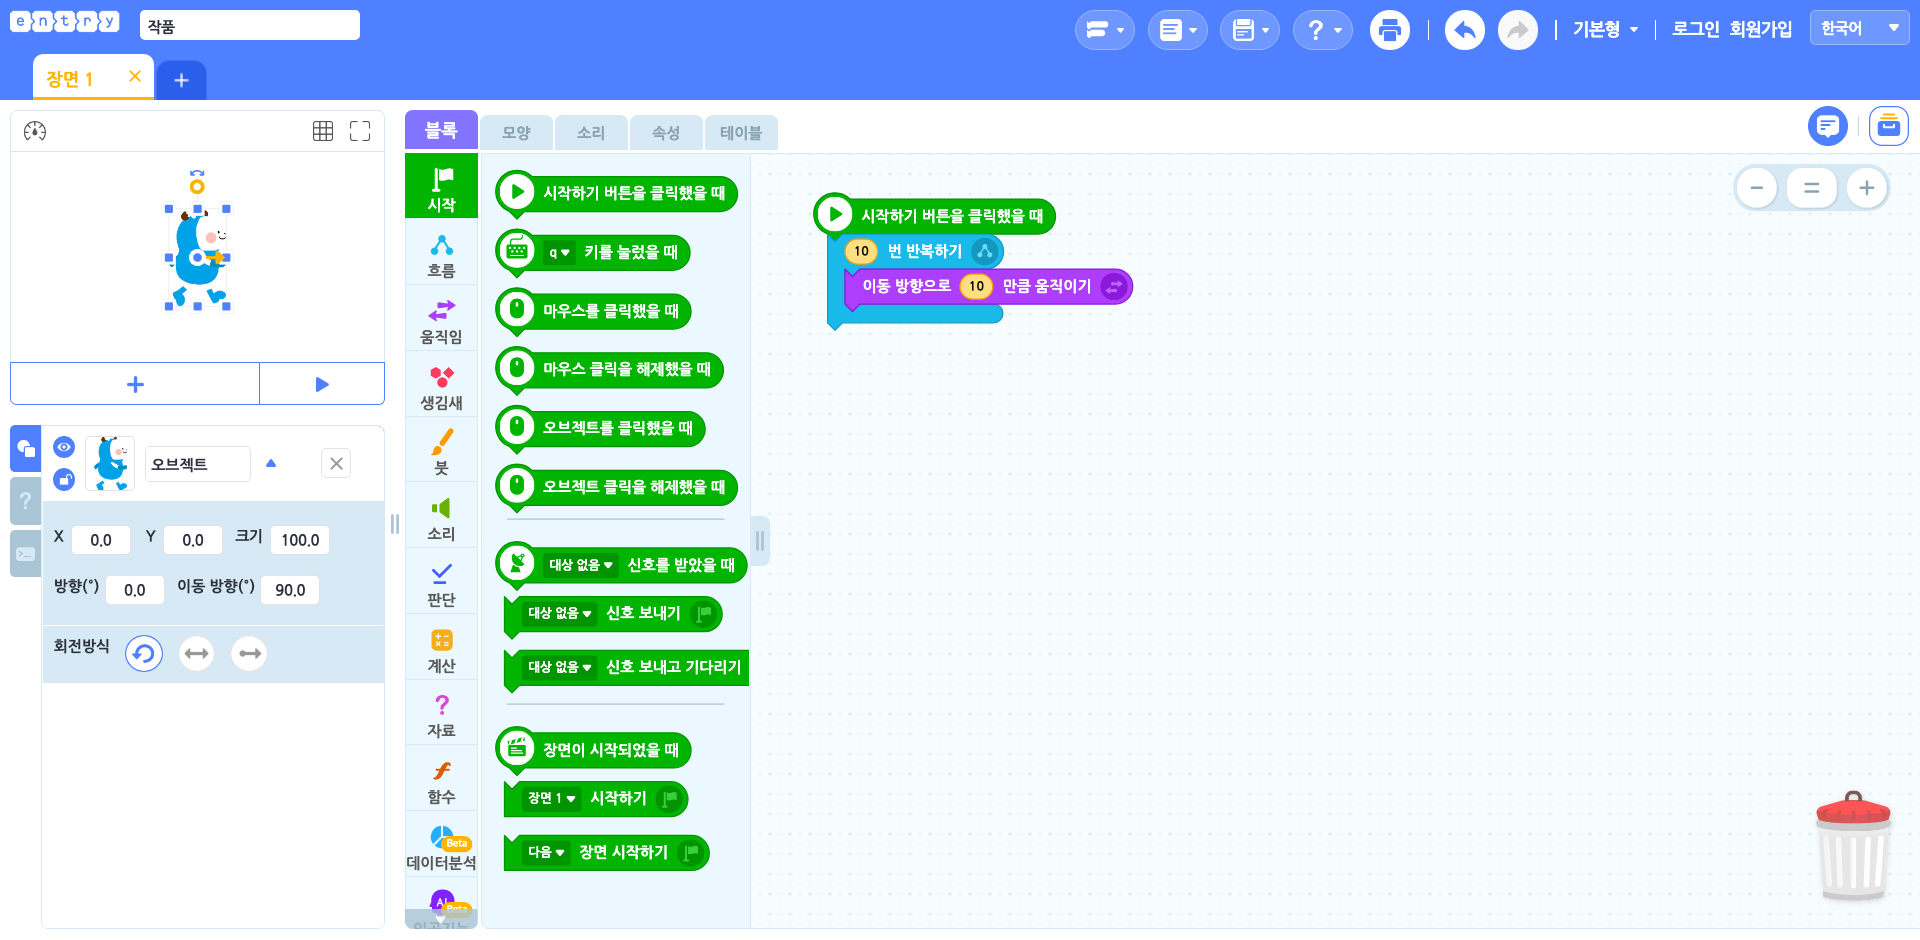 entry
작품
기본형
로그인 회원가입
한국어
장면 1
블록
모양
소리
속성
테이블
시작
흐름
움직임
생김새
붓
소리
판단
계산
자료
함수
Beta
데이터분석
AI
Beta
시작하기 버튼을 클릭했을 때
q 키를 눌렀을 때
마우스를 클릭했을 때
마우스 클릭을 해제했을 때
오브젝트를 클릭했을 때
오브젝트 클릭을 해제했을 때
대상 없음 신호를 받았을 때
대상 없음 신호 보내기
대상 없음 신호 보내고 기다리기
장면이 시작되었을 때
장면 1 시작하기
다음 장면 시작하기
시작하기 버튼을 클릭했을 때
10 번 반복하기
이동 방향으로 10 만큼 움직이기
오브젝트
X 0.0 Y 0.0 크기 100.0
방향(°) 0.0 이동 방향(°) 90.0
회전방식